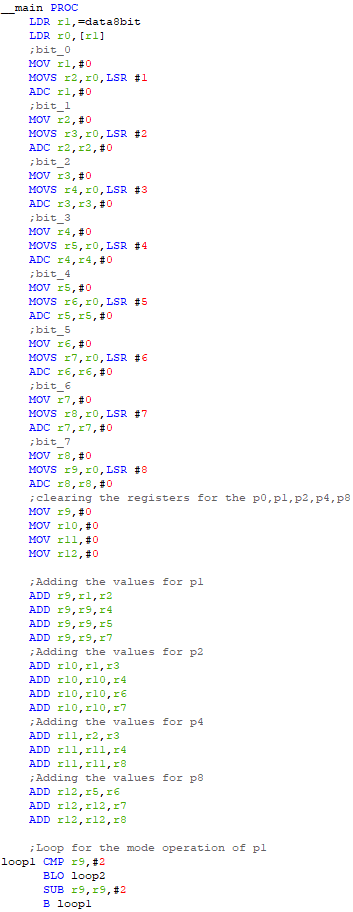 __main PROC
LDR r1,=data8bit
LDR r0,[r1]
;bit_0
MOV r1,#0
MOVS r2,r0,LSR #1
ADC r1,#0
;bit_1
MOV r2,#0
MOVS r3,r0,LSR #2
ADC r2,r2,#0
;bit_2
MOV r3,#0
MOVS r4,r0,LSR #3
ADC r3,r3,#0
;bit_3
MOV r4,#0
MOVS r5,r0,LSR #4
ADC r4,r4,#0
;bit_4
MOV r5,#0
MOVS r6,r0,LSR #5
ADC r5,r5,#0
;bit_5
MOV r6,#0
MOVS r7,r0,LSR #6
ADC r6,r6,#0
;bit_6
MOV r7,#0
MOVS r8,r0,LSR #7
ADC r7,r7,#0
;bit_7
MOV r8,#0
MOVS r9,r0,LSR #8
ADC r8,r8,#0
;clearing the registers for the p0,p1,p2,p4,p8
MOV r9,#0
MOV r10,#0
MOV r11,#0
MOV r12,#0
;Adding the values for p1
ADD r9,r1,r2
ADD r9,r9,r4
ADD r9,r9,r5
ADD r9,r9,r7
;Adding the values for p2
ADD r10,r1,r3
ADD r10,r10,r4
ADD r10,r10,r6
ADD r10,r10,r7
;Adding the values for p4
ADD r11,r2,r3
ADD r11,r11,r4
ADD r11,r11,r8
;Adding the values for p8
ADD r12,r5,r6
ADD r12,r12,r7
ADD r12,r12,r8
;Loop for the mode operation of p1
loop1 CMP r9,#2
BLO loop2
SUB r9,r9,#2
B loop1